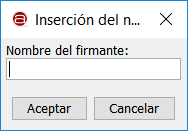 Inserción del n...
Nombre del firmante:
Aceptar
Cancelar